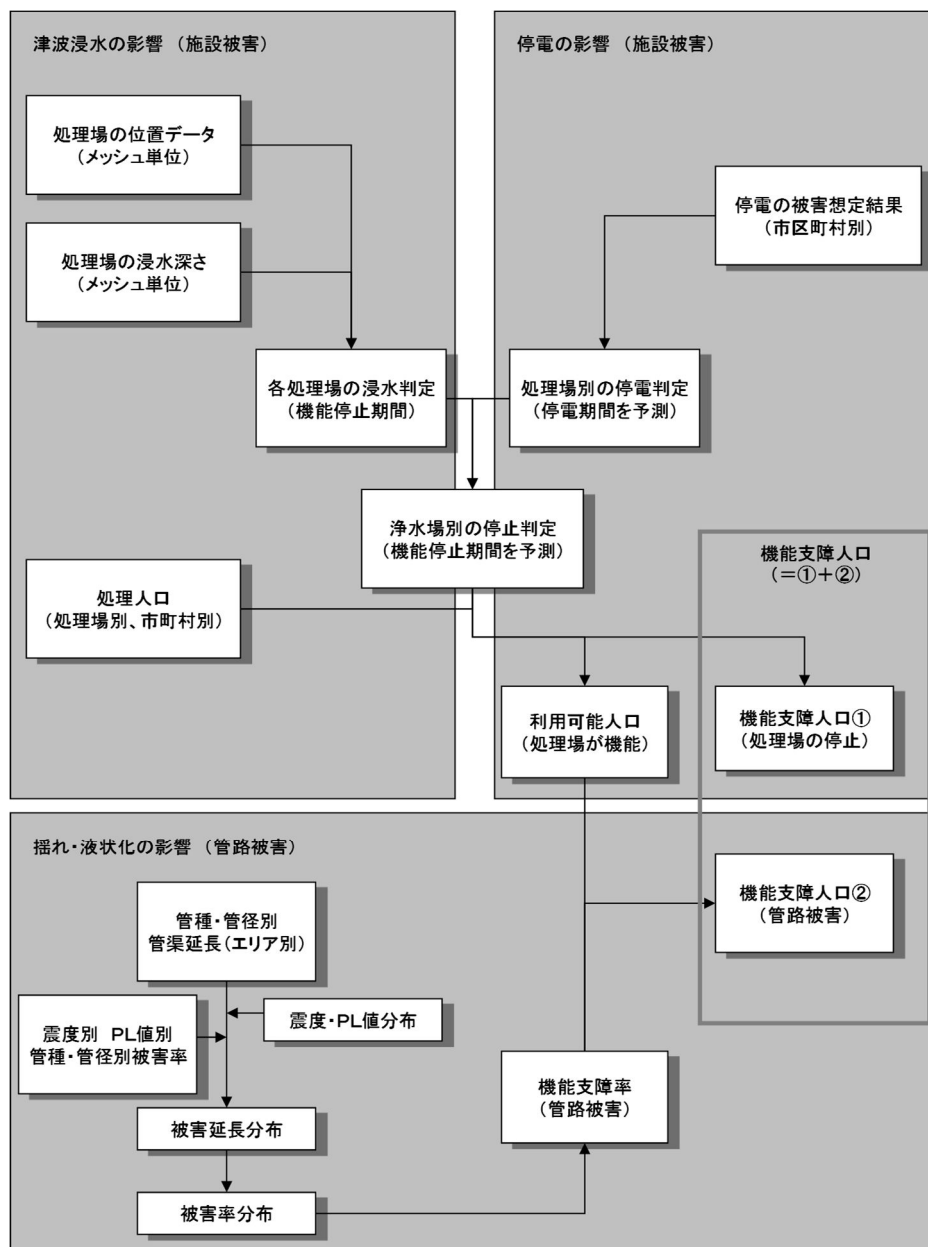 津波浸水の影響 （施設被害）
処理場の位置データ
（メッシュ単位）
処理場の浸水深さ
（メッシュ単位）
各処理場の浸水判定
（機能停止期間）
停電の影響 （施設被害）
停電の被害想定結果
（市区町村別）
処理場別の停電判定
（停電期間を予測）
浄水場別の停止判定
（機能停止期間を予測）
処理人口
（処理場別、市町村別）
機能支障人口
（＝①＋②）
利用可能人口
（処理場が機能）
機能支障人口①
（処理場の停止）
揺れ・液状化の影響 （管路被害）
機能支障人口②
（管路被害）
管種・管径別
管渠延長（エリア別）
震度・PL値分布
震度別 PL値別
管種・管径別被害率
被害延長分布
被害率分布
機能支障率
（管路被害）